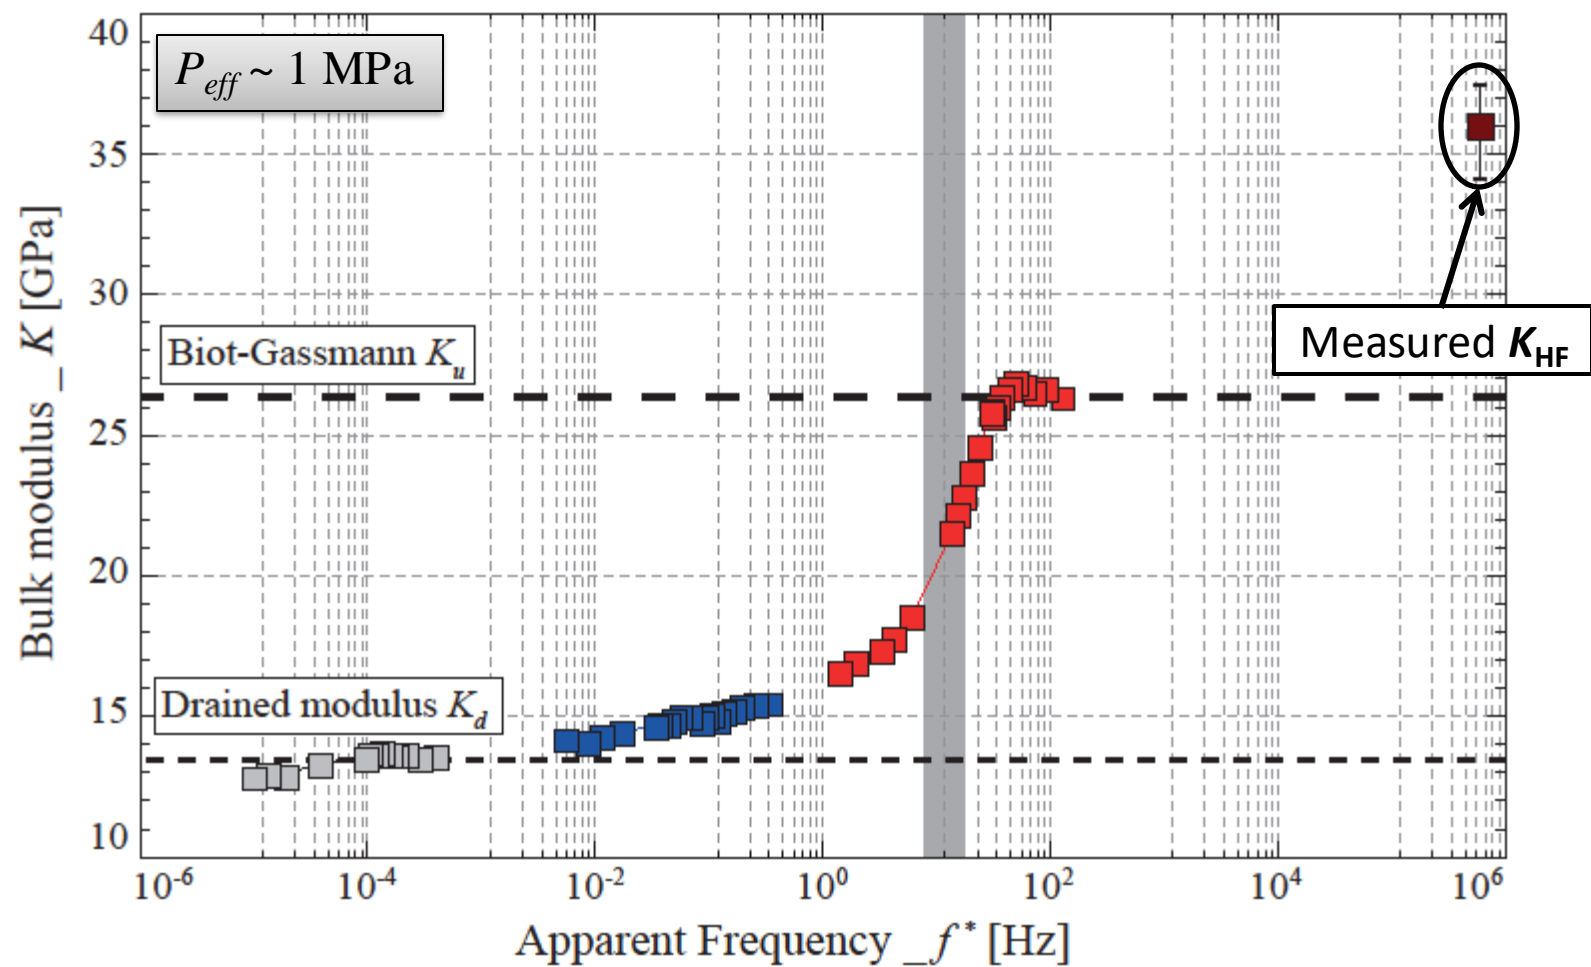 40
P_eff ~ 1 MPa
35
30
Measured K_HF
Biot-Gassmann K_u
25
20
Drained modulus K_d
15
10
Bulk modulus _ K [GPa]
10^-6 10^-4 10^-2 10^0 10^2 10^4 10^6
Apparent Frequency _ f* [Hz]